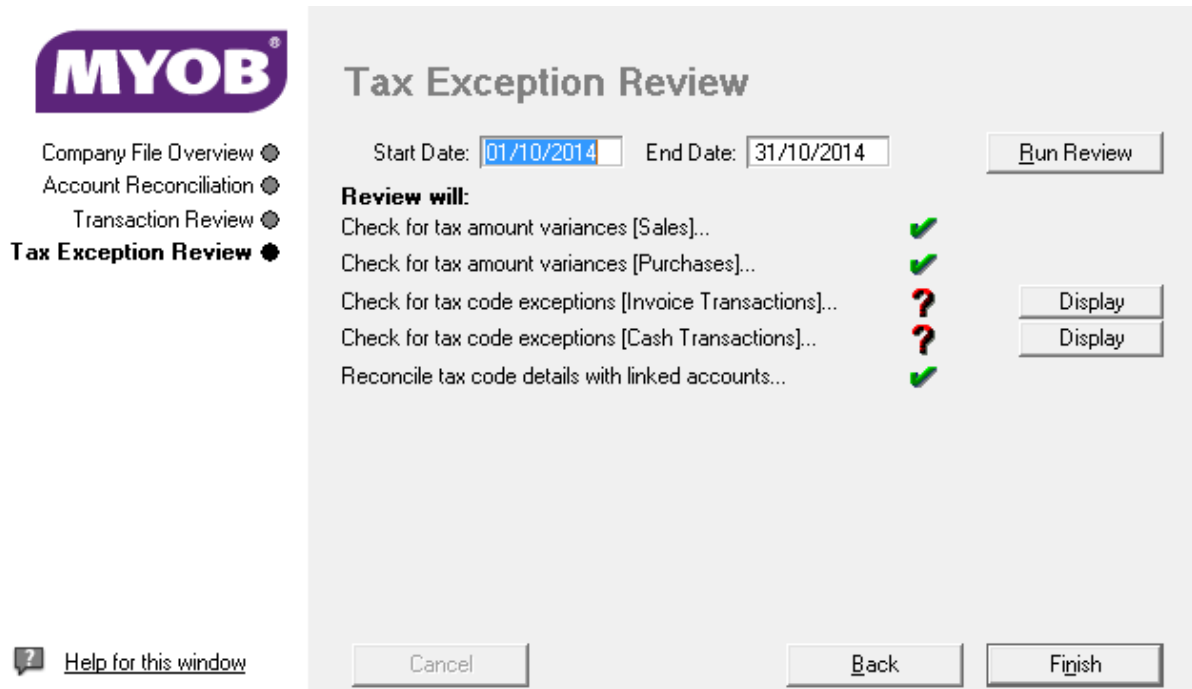 MYOB®
Company File Overview
Account Reconciliation
Transaction Review
Tax Exception Review
Help for this window
Tax Exception Review
Start Date: 01/10/2014 End Date: 31/10/2014 Run Review
Review will:
Check for tax amount variances [Sales]...
Check for tax amount variances [Purchases]...
Check for tax code exceptions [Invoice Transactions]... ? Display
Check for tax code exceptions [Cash Transactions]... ? Display
Reconcile tax code details with linked accounts...
Cancel Back Finish